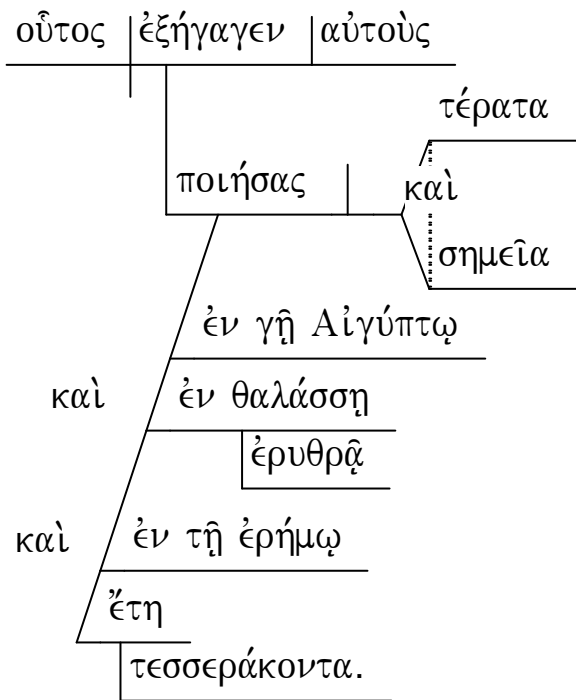 οὗτος ἐξήγαγεν αὐτοὺς
τέρατα
ποιήσας καὶ
σημεῖα
ἐν γῇ Αἰγύπτῳ
καὶ ἐν θαλάσσῃ
ἐρυθρᾷ
καὶ ἐν τῇ ἐρήμῳ
ἔτη
τεσσεράκοντα.